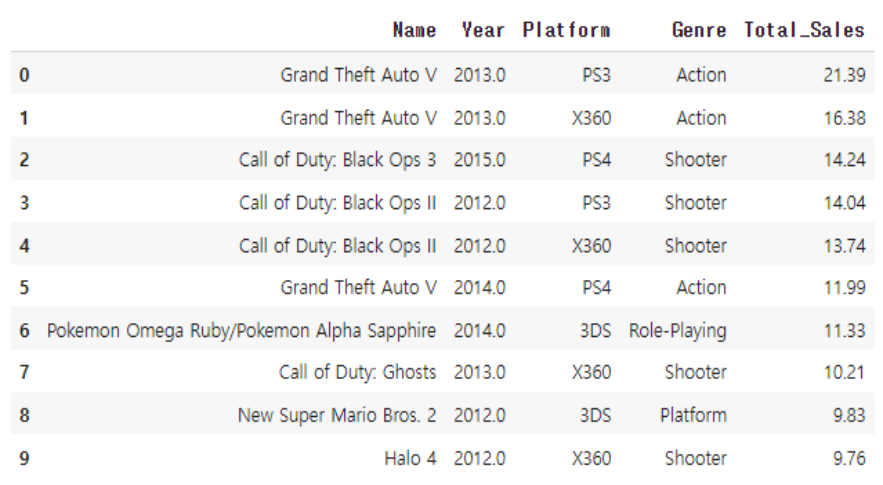 Name Year Platform Genre Total_Sales
0 Grand Theft Auto V 2013.0 PS3 Action 21.39
1 Grand Theft Auto V 2013.0 X360 Action 16.38
2 Call of Duty: Black Ops 3 2015.0 PS4 Shooter 14.24
3 Call of Duty: Black Ops II 2012.0 PS3 Shooter 14.04
4 Call of Duty: Black Ops II 2012.0 X360 Shooter 13.74
5 Grand Theft Auto V 2014.0 PS4 Action 11.99
6 Pokemon Omega Ruby/Pokemon Alpha Sapphire 2014.0 3DS Role-Playing 11.33
7 Call of Duty: Ghosts 2013.0 X360 Shooter 10.21
8 New Super Mario Bros. 2 2012.0 3DS Platform 9.83
9 Halo 4 2012.0 X360 Shooter 9.76